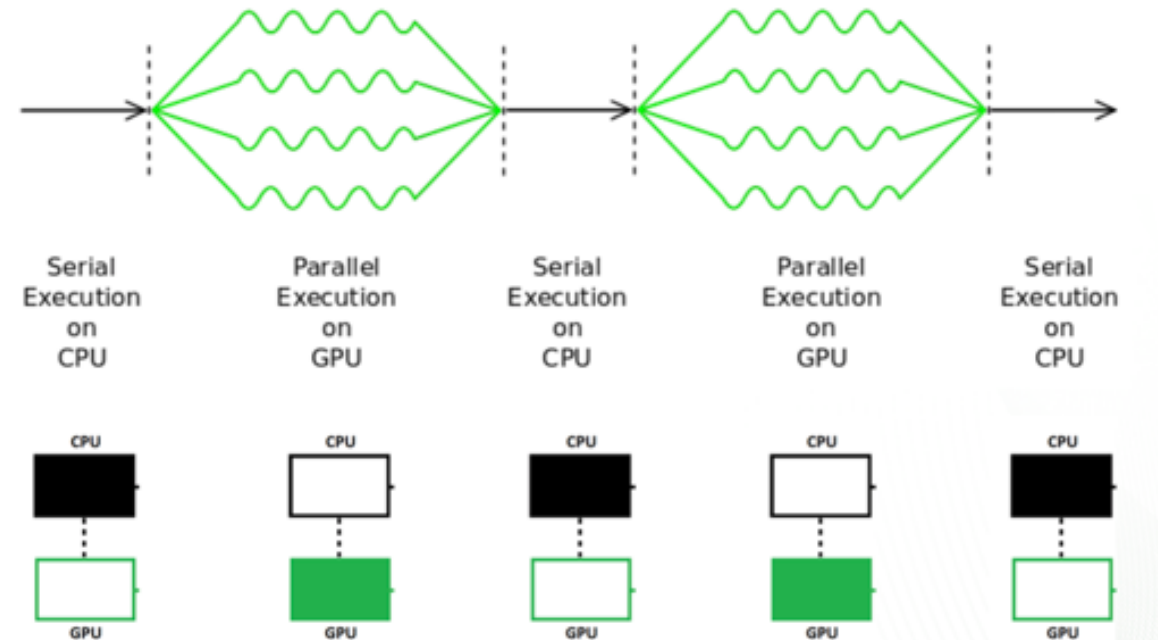 Serial
Execution
on
CPU
Parallel
Execution
on
GPU
Serial
Execution
on
CPU
Parallel
Execution
on
GPU
Serial
Execution
on
CPU
CPU
CPU
CPU
CPU
CPU
GPU
GPU
GPU
GPU
GPU